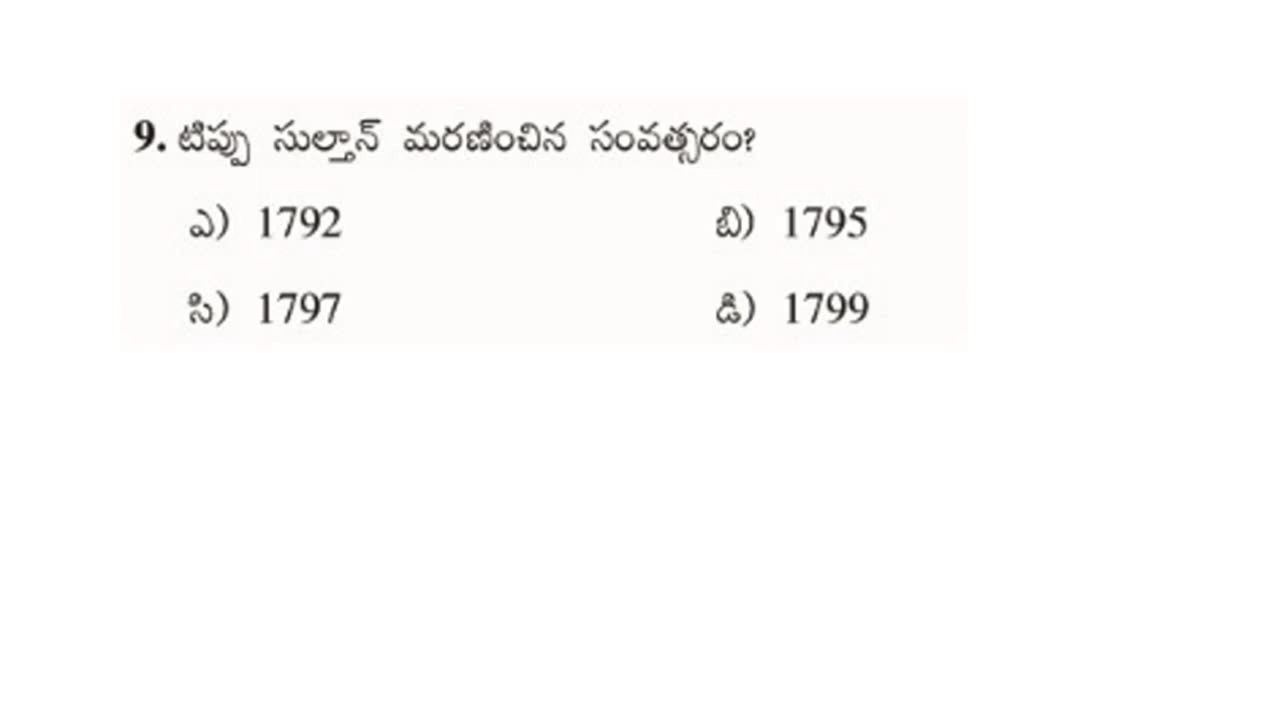 9. టిప్పు సుల్తాన్ మరణించిన సంవత్సరం?
ఎ) 1792 బి) 1795
సి) 1797 డి) 1799